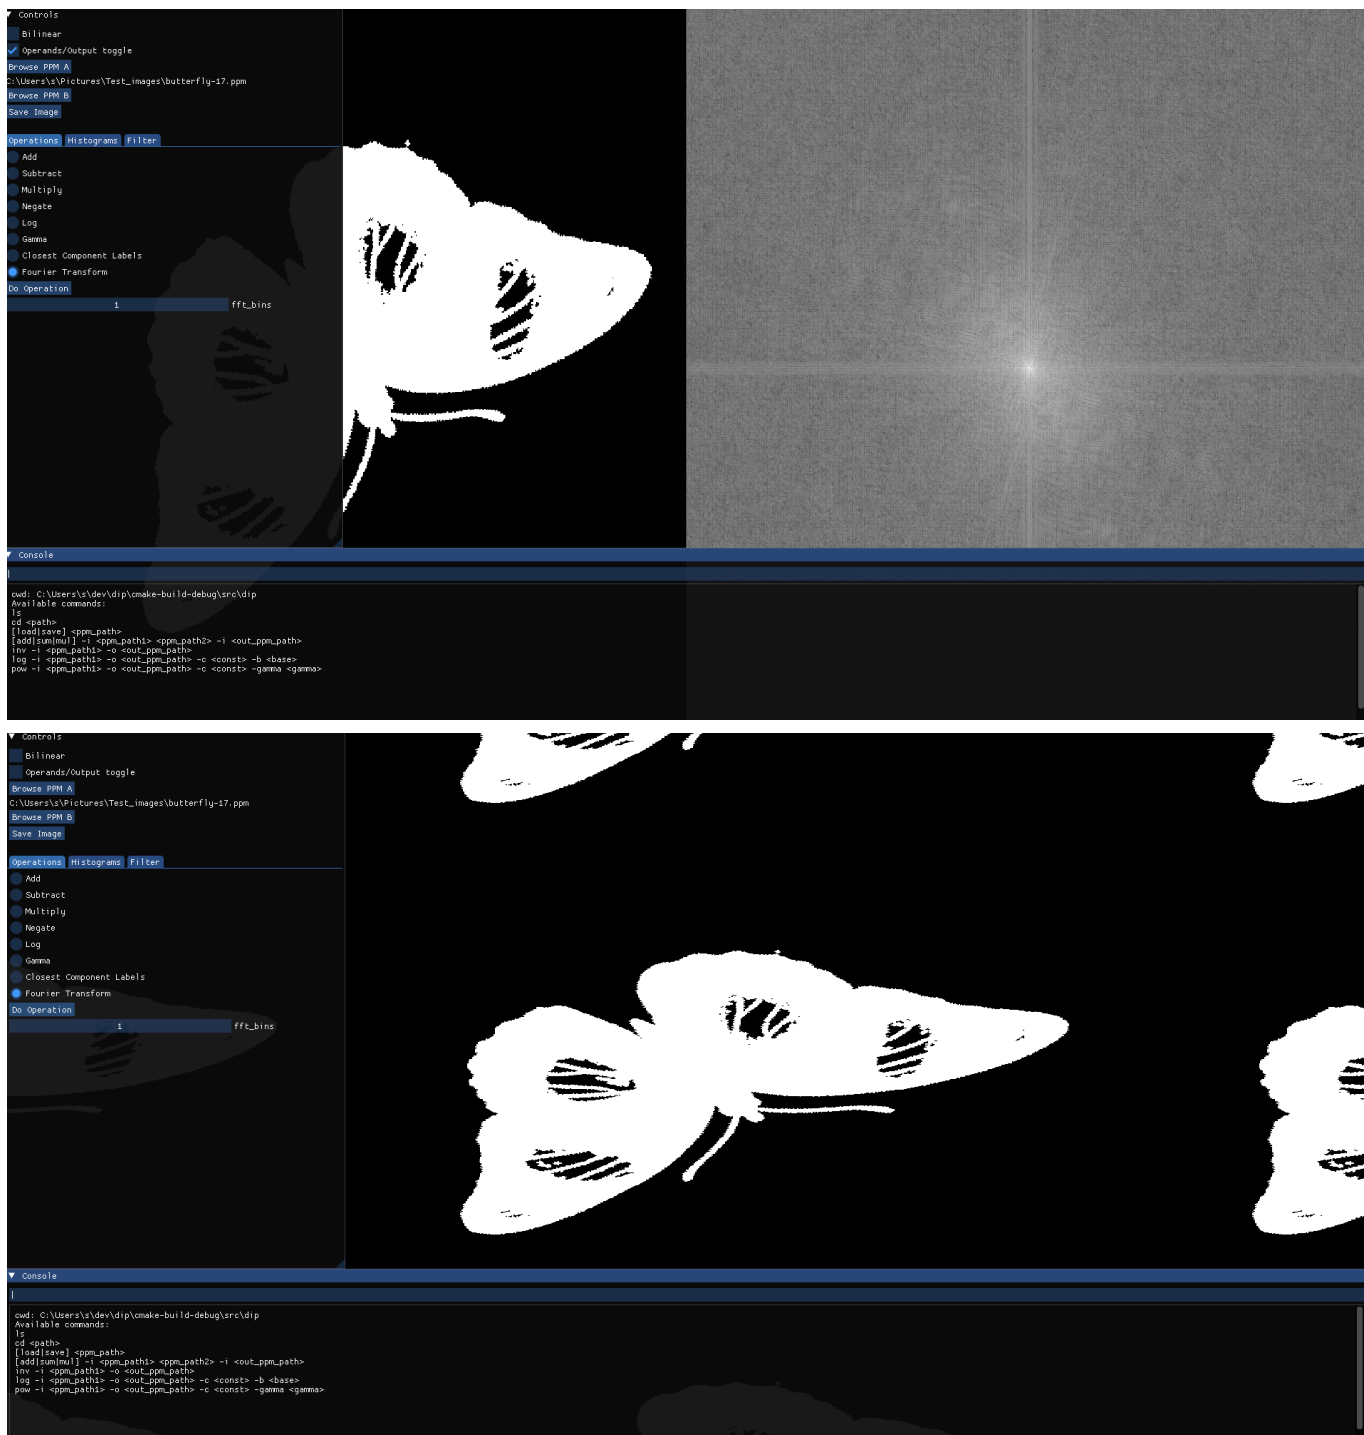 Controls
Bilinear
Operands/Output toggle
Browse PPM A
C:\Users\s\Pictures\Test_images\butterfly-17.ppm
Browse PPM B
Save Image
Operations Histograms Filter
Add
Subtract
Multiply
Negate
Log
Gamma
Closest Component Labels
Fourier Transform
Do Operation
1 fft_bins
Console
cwd: C:\Users\s\dev\dip\cmake-build-debug\src\dip
Available commands:
ls
cd <path>
[load|save] <ppm_path>
[add|sum|mul] -i <ppm_path1> <ppm_path2> -i <out_ppm_path>
inv -i <ppm_path1> -o <out_ppm_path>
log -i <ppm_path1> -o <out_ppm_path> -c <const> -b <base>
pow -i <ppm_path1> -o <out_ppm_path> -c <const> -gamma <gamma>
Controls
Bilinear
Operands/Output toggle
Browse PPM A
C:\Users\s\Pictures\Test_images\butterfly-17.ppm
Browse PPM B
Save Image
Operations Histograms Filter
Add
Subtract
Multiply
Negate
Log
Gamma
Closest Component Labels
Fourier Transform
Do Operation
1 fft_bins
Console
cwd: C:\Users\s\dev\dip\cmake-build-debug\src\dip
Available commands:
ls
cd <path>
[load|save] <ppm_path>
[add|sum|mul] -i <ppm_path1> <ppm_path2> -i <out_ppm_path>
inv -i <ppm_path1> -o <out_ppm_path>
log -i <ppm_path1> -o <out_ppm_path> -c <const> -b <base>
pow -i <ppm_path1> -o <out_ppm_path> -c <const> -gamma <gamma>